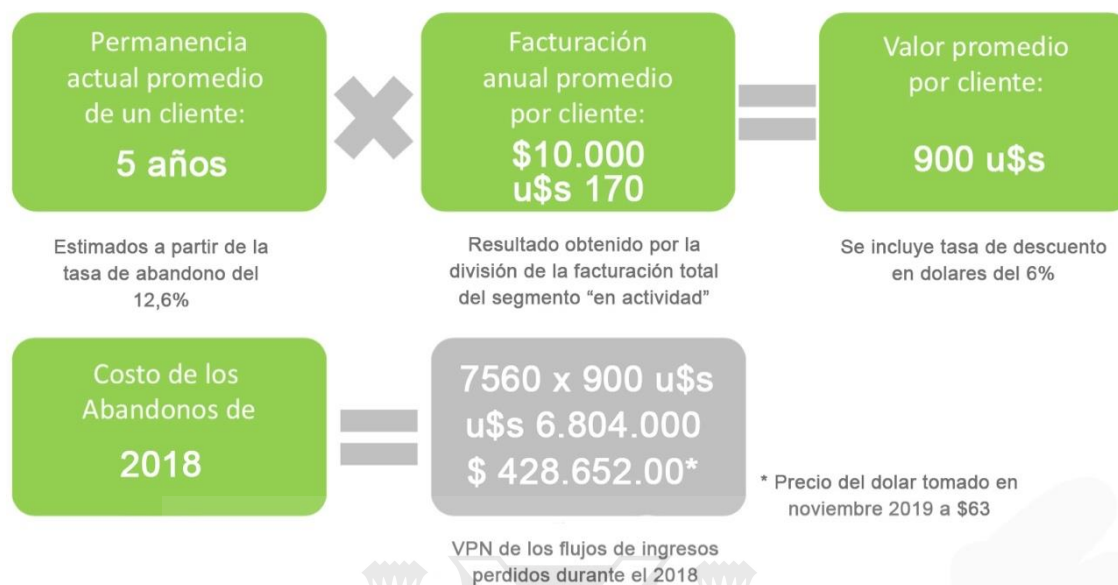 Permanencia
actual promedio
de un cliente:
5 años
Facturación
anual promedio
por cliente:
$10.000
u$s 170
Valor promedio
por cliente:
900 u$s
Estimados a partir de la
tasa de abandono del
12,6%
Resultado obtenido por la
división de la facturación total
del segmento “en actividad”
Se incluye tasa de descuento
en dolares del 6%
Costo de los
Abandonos de
2018
7560 x 900 u$s
u$s 6.804.000
$ 428.652.00*
* Precio del dolar tomado en
noviembre 2019 a $63
VPN de los flujos de ingresos
perdidos durante el 2018